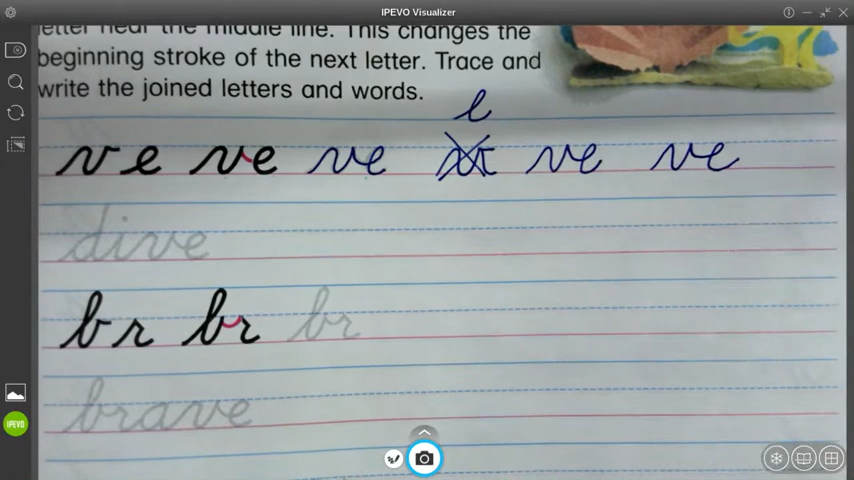 IPEVO Visualizer
letter near the middle line. This changes the
beginning stroke of the next letter. Trace and
write the joined letters and words.
e
ve ve ve ve ve
dive
br br br
brave
IPEVO